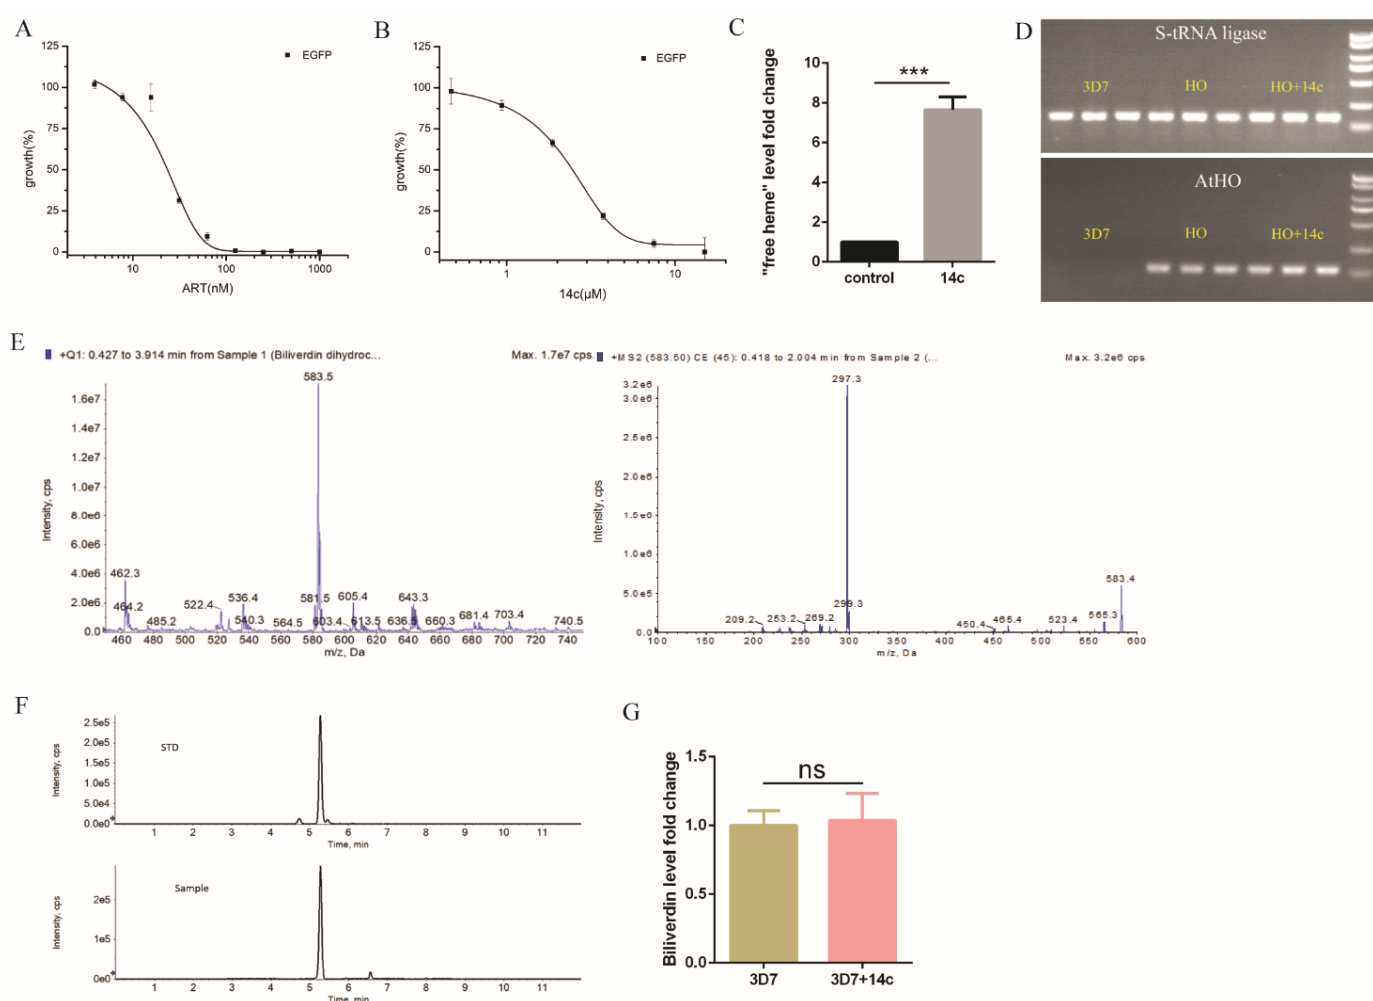 A
B
C
D
125
100
75
50
25
0
growth(%)
EGFP
10
100
1000
ART(nM)
125
100
75
50
25
0
growth(%)
EGFP
1
10
14c(μM)
"free heme" level fold change
10
8
6
4
2
0
***
control
14c
S-tRNA ligase
3D7
HO
HO+14c
AtHO
3D7
HO
HO+14c
E
+Q1: 0.427 to 3.914 min from Sample 1 (Biliverdin dihydroc...
Max. 1.7e7 cps
Intensity, cps
1.6e7
1.4e7
1.2e7
1.0e7
8.0e6
6.0e6
4.0e6
2.0e6
0.0
583.5
462.3
464.2
485.2
522.4
536.4
540.3
564.5
581.5
603.4
605.4
613.5
636.5
643.3
660.3
681.4
703.4
740.5
460 480 500 520 540 560 580 600 620 640 660 680 700 720 740
m/z, Da
+MS2 (583.50) CE (45): 0.418 to 2.004 min from Sample 2 (...
Max. 3.2e6 cps
Intensity, cps
3.2e6
3.0e6
2.5e6
2.0e6
1.5e6
1.0e6
5.0e5
0.0
297.3
299.3
209.2
253.2
269.2
450.4
465.4
523.4
565.3
583.4
100 150 200 250 300 350 400 450 500 550 600
m/z, Da
F
STD
Intensity, cps
2.5e5
2.0e5
1.5e5
1.0e5
5.0e4
0.0e0
1 2 3 4 5 6 7 8 9 10 11
Time, min
Sample
Intensity, cps
2e5
1e5
0e0
1 2 3 4 5 6 7 8 9 10 11
Time, min
G
Biliverdin level fold change
1.5
1.0
0.5
0.0
ns
3D7
3D7+14c